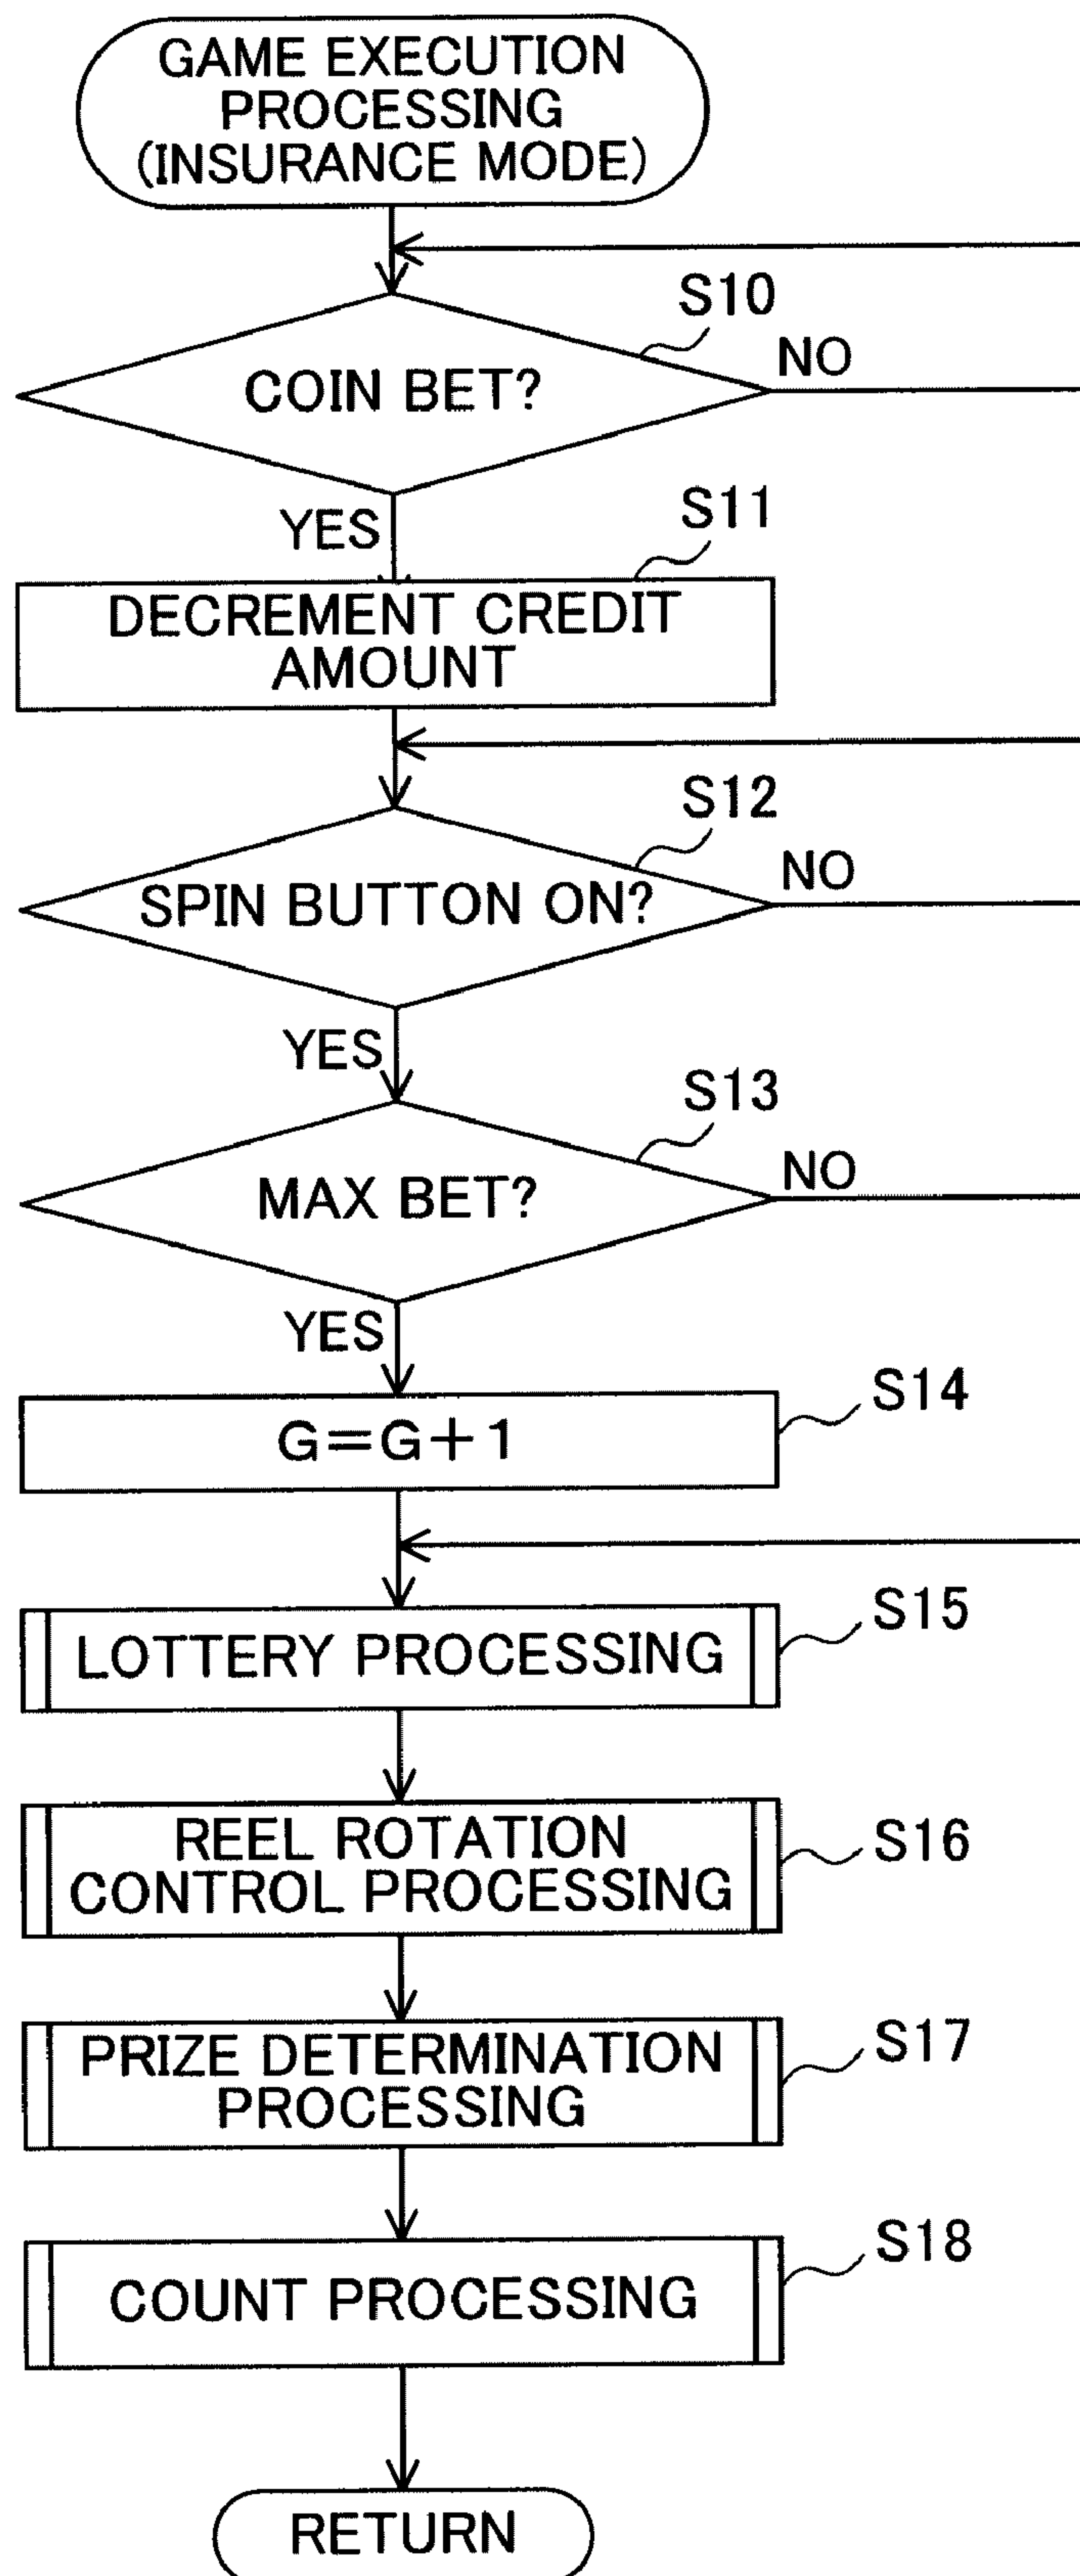 GAME EXECUTION
PROCESSING
(INSURANCE MODE)
S10
COIN BET?
NO
YES
S11
DECREMENT CREDIT
AMOUNT
S12
SPIN BUTTON ON?
NO
YES
S13
MAX BET?
NO
YES
S14
G=G+1
S15
LOTTERY PROCESSING
S16
REEL ROTATION
CONTROL PROCESSING
S17
PRIZE DETERMINATION
PROCESSING
S18
COUNT PROCESSING
RETURN